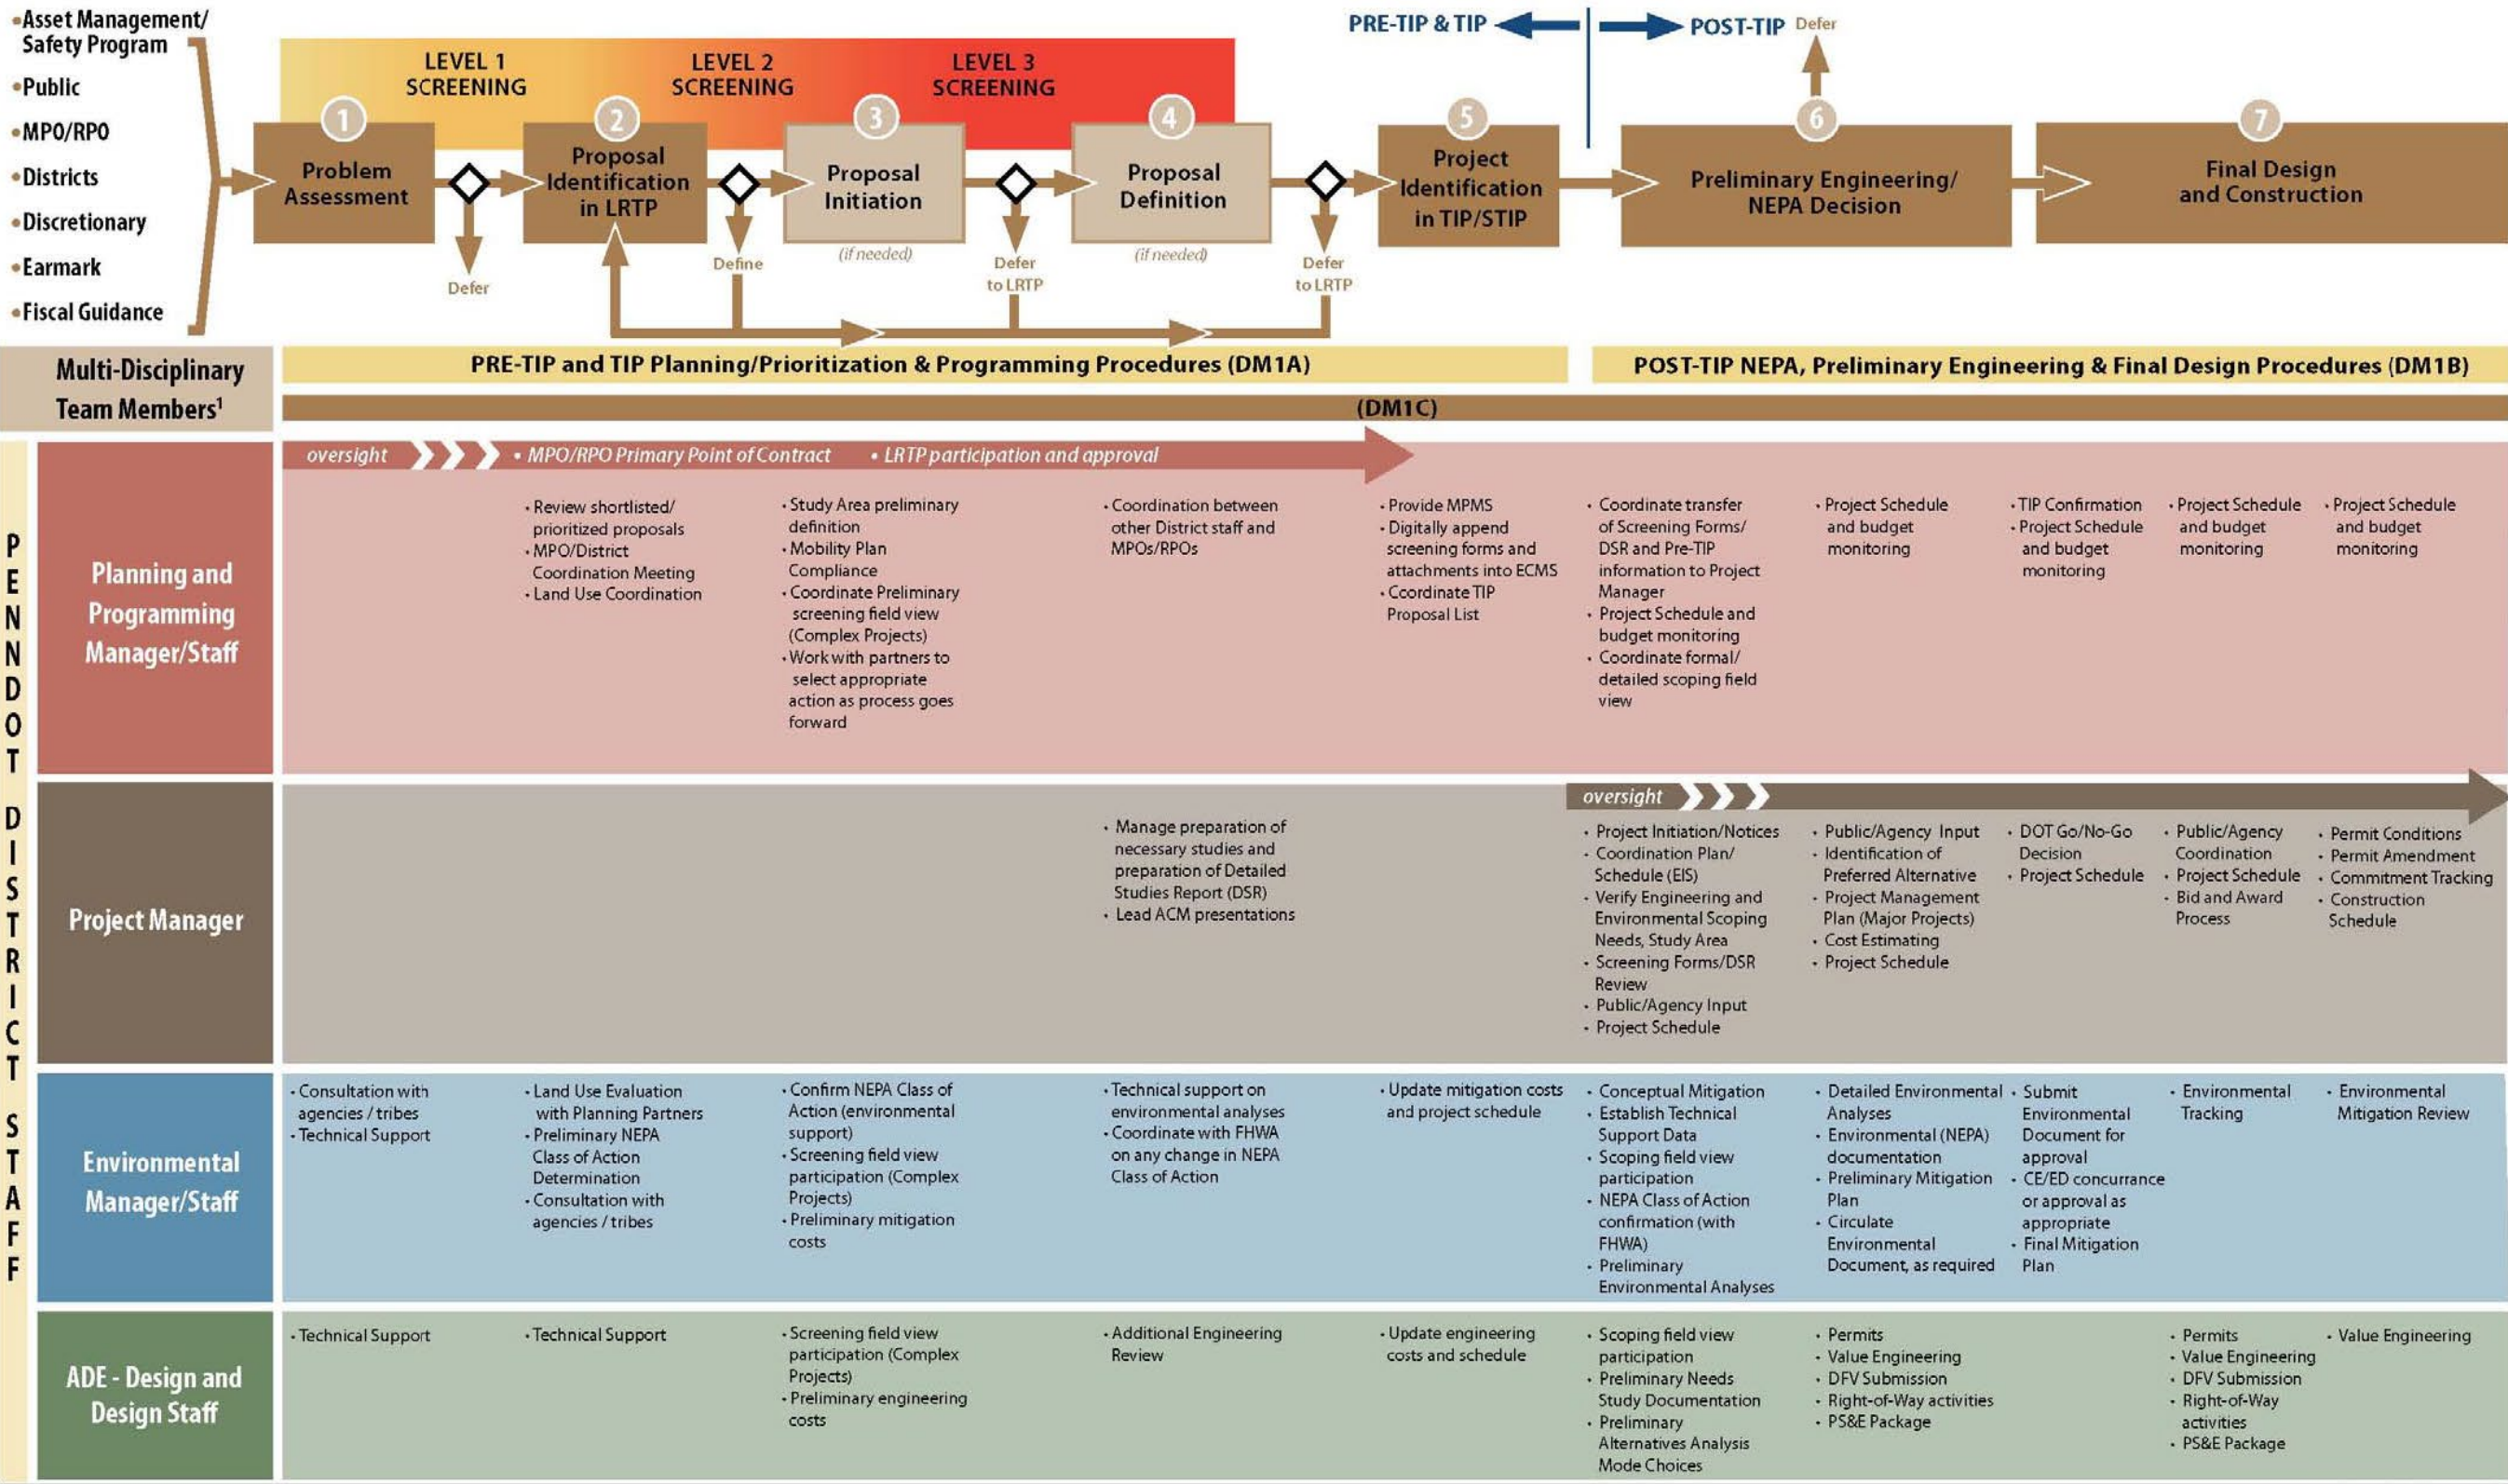 •Asset Management/
Safety Program
•Public
•MPO/RPO
•Districts
•Discretionary
•Earmark
•Fiscal Guidance
PRE-TIP & TIP
POST-TIP
Defer
LEVEL 1
SCREENING
LEVEL 2
SCREENING
LEVEL 3
SCREENING
1
Problem
Assessment
2
Proposal
Identification
in LRTP
3
Proposal
Initiation
(if needed)
4
Proposal
Definition
(if needed)
5
Project
Identification
in TIP/STIP
6
Preliminary Engineering/
NEPA Decision
7
Final Design
and Construction
Defer
Define
Defer
to LRTP
Defer
to LRTP
Multi-Disciplinary
Team Members¹
PRE-TIP and TIP Planning/Prioritization & Programming Procedures (DM1A)
POST-TIP NEPA, Preliminary Engineering & Final Design Procedures (DM1B)
(DM1C)
PENNDOT DISTRICT STAFF
Planning and
Programming
Manager/Staff
oversight
• MPO/RPO Primary Point of Contract
• LRTP participation and approval
• Review shortlisted/
prioritized proposals
• MPO/District
Coordination Meeting
• Land Use Coordination
• Study Area preliminary
definition
• Mobility Plan
Compliance
• Coordinate Preliminary
screening field view
(Complex Projects)
• Work with partners to
select appropriate
action as process goes
forward
• Coordination between
other District staff and
MPOs/RPOs
• Provide MPMS
• Digitally append
screening forms and
attachments into ECMS
• Coordinate TIP
Proposal List
• Coordinate transfer
of Screening Forms/
DSR and Pre-TIP
information to Project
Manager
• Project Schedule and
budget monitoring
• Coordinate formal/
detailed scoping field
view
• Project Schedule
and budget
monitoring
• TIP Confirmation
• Project Schedule
and budget
monitoring
• Project Schedule
and budget
monitoring
• Project Schedule
and budget
monitoring
Project Manager
oversight
• Manage preparation of
necessary studies and
preparation of Detailed
Studies Report (DSR)
• Lead ACM presentations
• Project Initiation/Notices
• Coordination Plan/
Schedule (EIS)
• Verify Engineering and
Environmental Scoping
Needs, Study Area
• Screening Forms/DSR
Review
• Public/Agency Input
• Project Schedule
• Public/Agency Input
• Identification of
Preferred Alternative
• Project Management
Plan (Major Projects)
• Cost Estimating
• Project Schedule
• DOT Go/No-Go
Decision
• Project Schedule
• Public/Agency
Coordination
• Project Schedule
• Bid and Award
Process
• Permit Conditions
• Permit Amendment
• Commitment Tracking
• Construction
Schedule
Environmental
Manager/Staff
• Consultation with
agencies / tribes
• Technical Support
• Land Use Evaluation
with Planning Partners
• Preliminary NEPA
Class of Action
Determination
• Consultation with
agencies / tribes
• Confirm NEPA Class of
Action (environmental
support)
• Screening field view
participation (Complex
Projects)
• Preliminary mitigation
costs
• Technical support on
environmental analyses
• Coordinate with FHWA
on any change in NEPA
Class of Action
• Update mitigation costs
and project schedule
• Conceptual Mitigation
• Establish Technical
Support Data
• Scoping field view
participation
• NEPA Class of Action
confirmation (with
FHWA)
• Preliminary
Environmental Analyses
• Detailed Environmental
Analyses
• Environmental (NEPA)
documentation
• Preliminary Mitigation
Plan
• Circulate
Environmental
Document, as required
• Submit
Environmental
Document for
approval
• CE/ED concurrance
or approval as
appropriate
• Final Mitigation
Plan
• Environmental
Tracking
• Environmental
Mitigation Review
ADE - Design and
Design Staff
• Technical Support
• Technical Support
• Screening field view
participation (Complex
Projects)
• Preliminary engineering
costs
• Additional Engineering
Review
• Update engineering
costs and schedule
• Scoping field view
participation
• Preliminary Needs
Study Documentation
• Preliminary
Alternatives Analysis
Mode Choices
• Permits
• Value Engineering
• DFV Submission
• Right-of-Way activities
• PS&E Package
• Permits
• Value Engineering
• DFV Submission
• Right-of-Way
activities
• PS&E Package
• Value Engineering